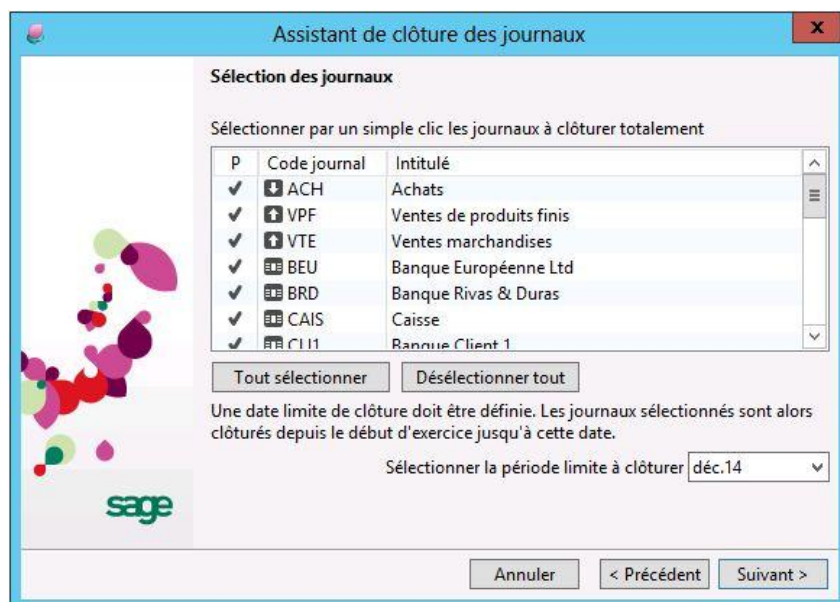 Assistant de clôture des journaux
x
Sélection des journaux
Sélectionner par un simple clic les journaux à clôturer totalement
P Code journal Intitulé
ACH Achats
VPF Ventes de produits finis
VTE Ventes marchandises
BEU Banque Européenne Ltd
BRD Banque Rivas & Duras
CAIS Caisse
CLI1 Banque Client 1
Tout sélectionner Désélectionner tout
Une date limite de clôture doit être définie. Les journaux sélectionnés sont alors
clôturés depuis le début d'exercice jusqu'à cette date.
Sélectionner la période limite à clôturer déc.14
sage
Annuler < Précédent Suivant >